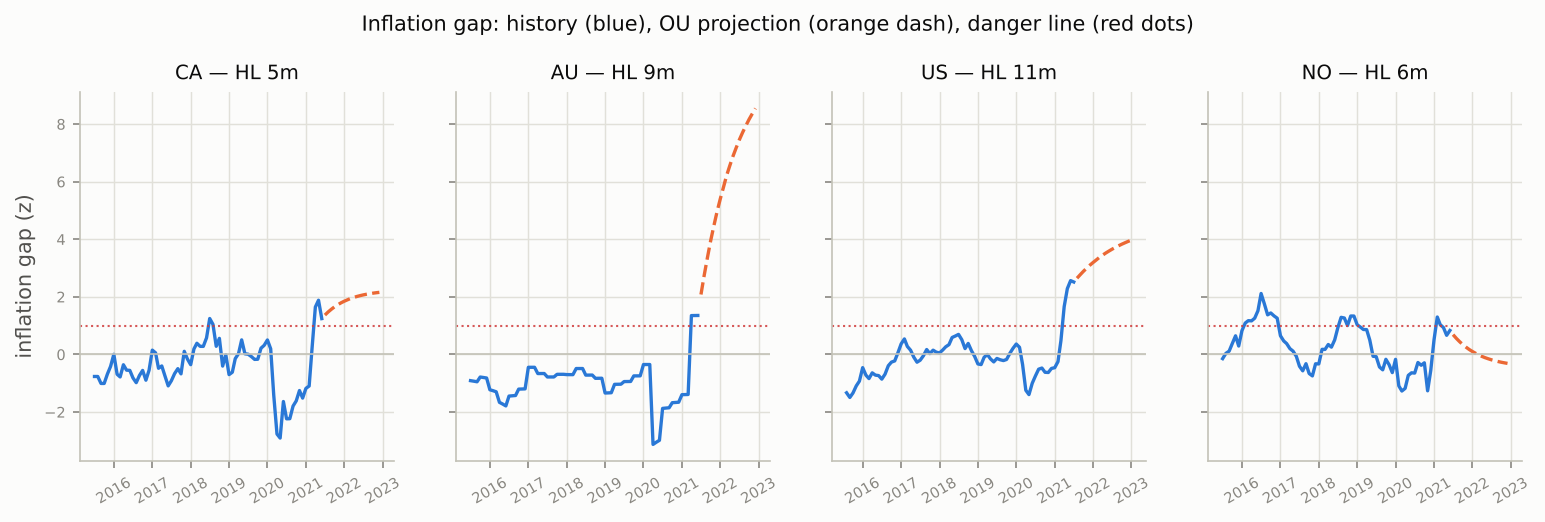 Inflation gap: history (blue), OU projection (orange dash), danger line (red dots)
CA — HL 5m
AU — HL 9m
US — HL 11m
NO — HL 6m
inflation gap (z)
8
6
4
2
0
−2
2016 2017 2018 2019 2020 2021 2022 2023
2016 2017 2018 2019 2020 2021 2022 2023
2016 2017 2018 2019 2020 2021 2022 2023
2016 2017 2018 2019 2020 2021 2022 2023